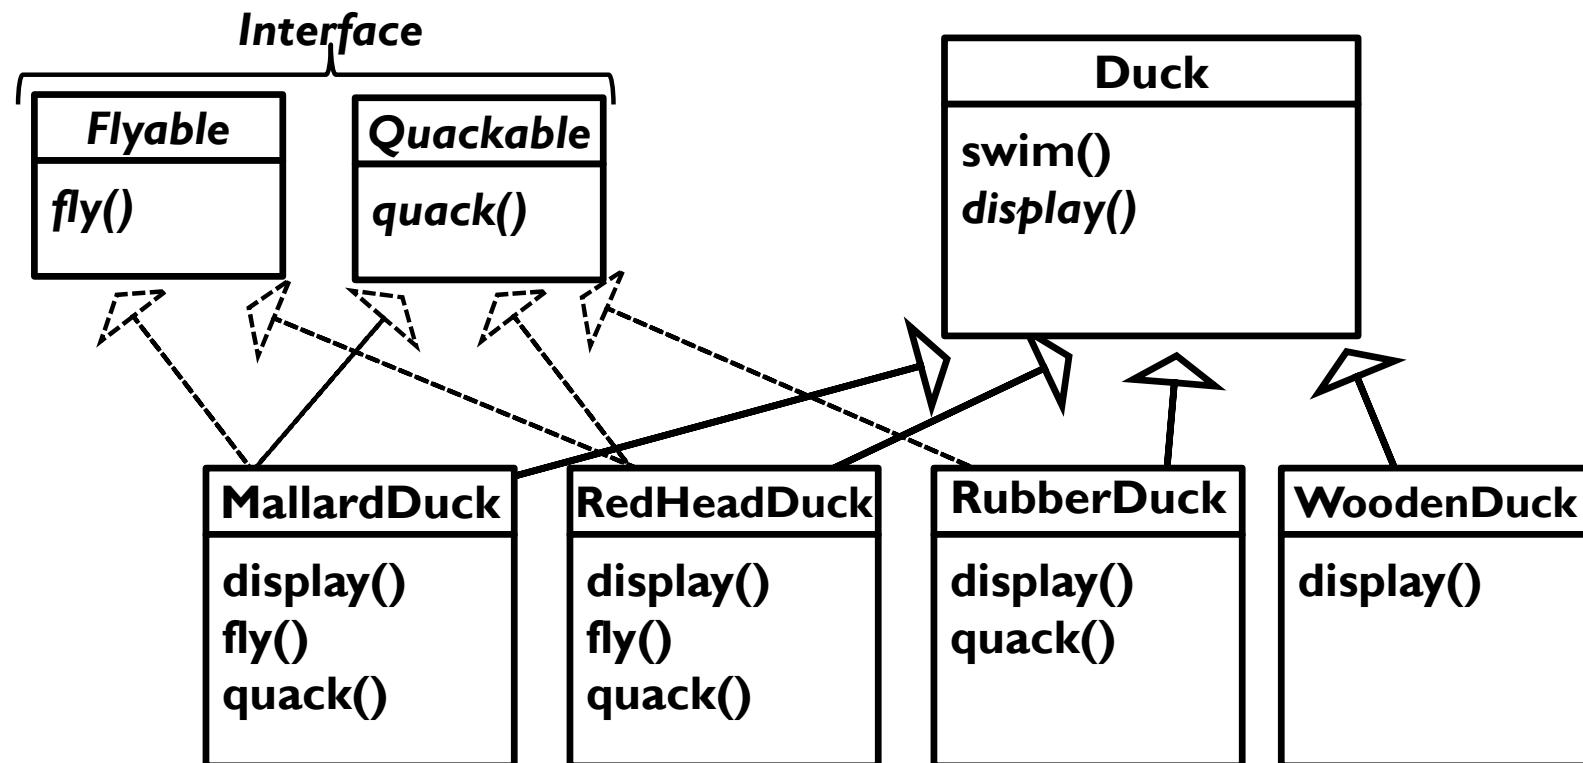 Interface
Flyable
fly()
Quackable
quack()
Duck
swim()
display()
MallardDuck
display()
fly()
quack()
RedHeadDuck
display()
fly()
quack()
RubberDuck
display()
quack()
WoodenDuck
display()